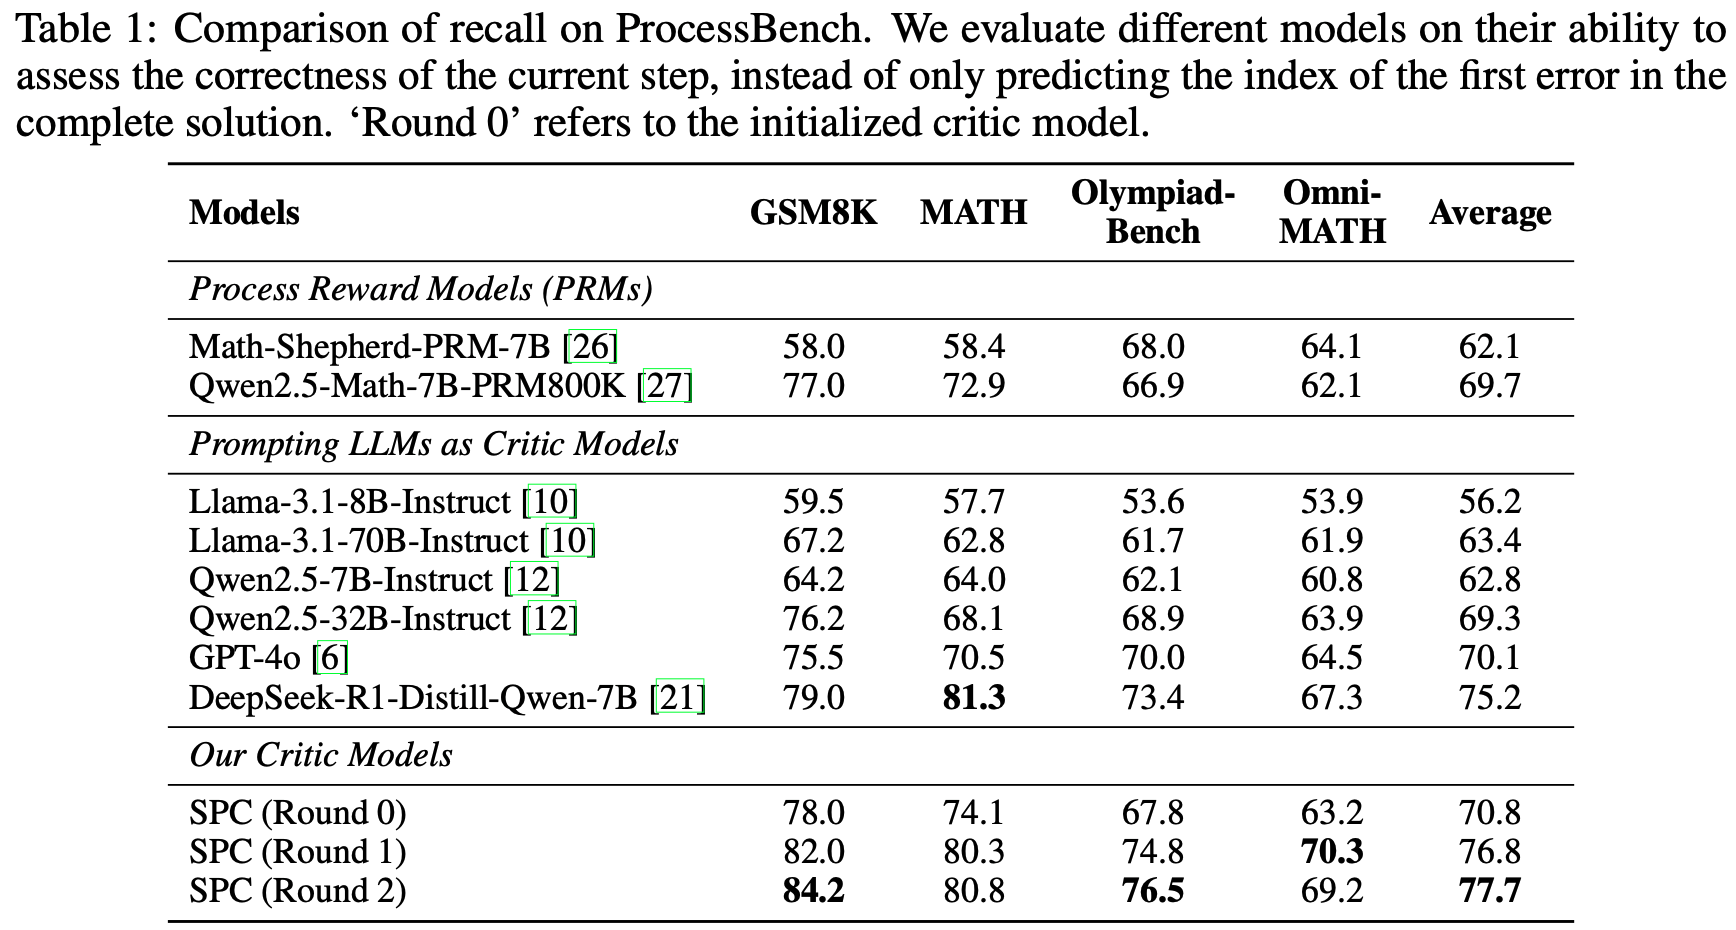 Table 1: Comparison of recall on ProcessBench. We evaluate different models on their ability to
assess the correctness of the current step, instead of only predicting the index of the first error in the
complete solution. ‘Round 0’ refers to the initialized critic model.
Models GSM8K MATH Olympiad-Bench Omni-MATH Average
Process Reward Models (PRMs)
Math-Shepherd-PRM-7B [26] 58.0 58.4 68.0 64.1 62.1
Qwen2.5-Math-7B-PRM800K [27] 77.0 72.9 66.9 62.1 69.7
Prompting LLMs as Critic Models
Llama-3.1-8B-Instruct [10] 59.5 57.7 53.6 53.9 56.2
Llama-3.1-70B-Instruct [10] 67.2 62.8 61.7 61.9 63.4
Qwen2.5-7B-Instruct [12] 64.2 64.0 62.1 60.8 62.8
Qwen2.5-32B-Instruct [12] 76.2 68.1 68.9 63.9 69.3
GPT-4o [6] 75.5 70.5 70.0 64.5 70.1
DeepSeek-R1-Distill-Qwen-7B [21] 79.0 81.3 73.4 67.3 75.2
Our Critic Models
SPC (Round 0) 78.0 74.1 67.8 63.2 70.8
SPC (Round 1) 82.0 80.3 74.8 70.3 76.8
SPC (Round 2) 84.2 80.8 76.5 69.2 77.7